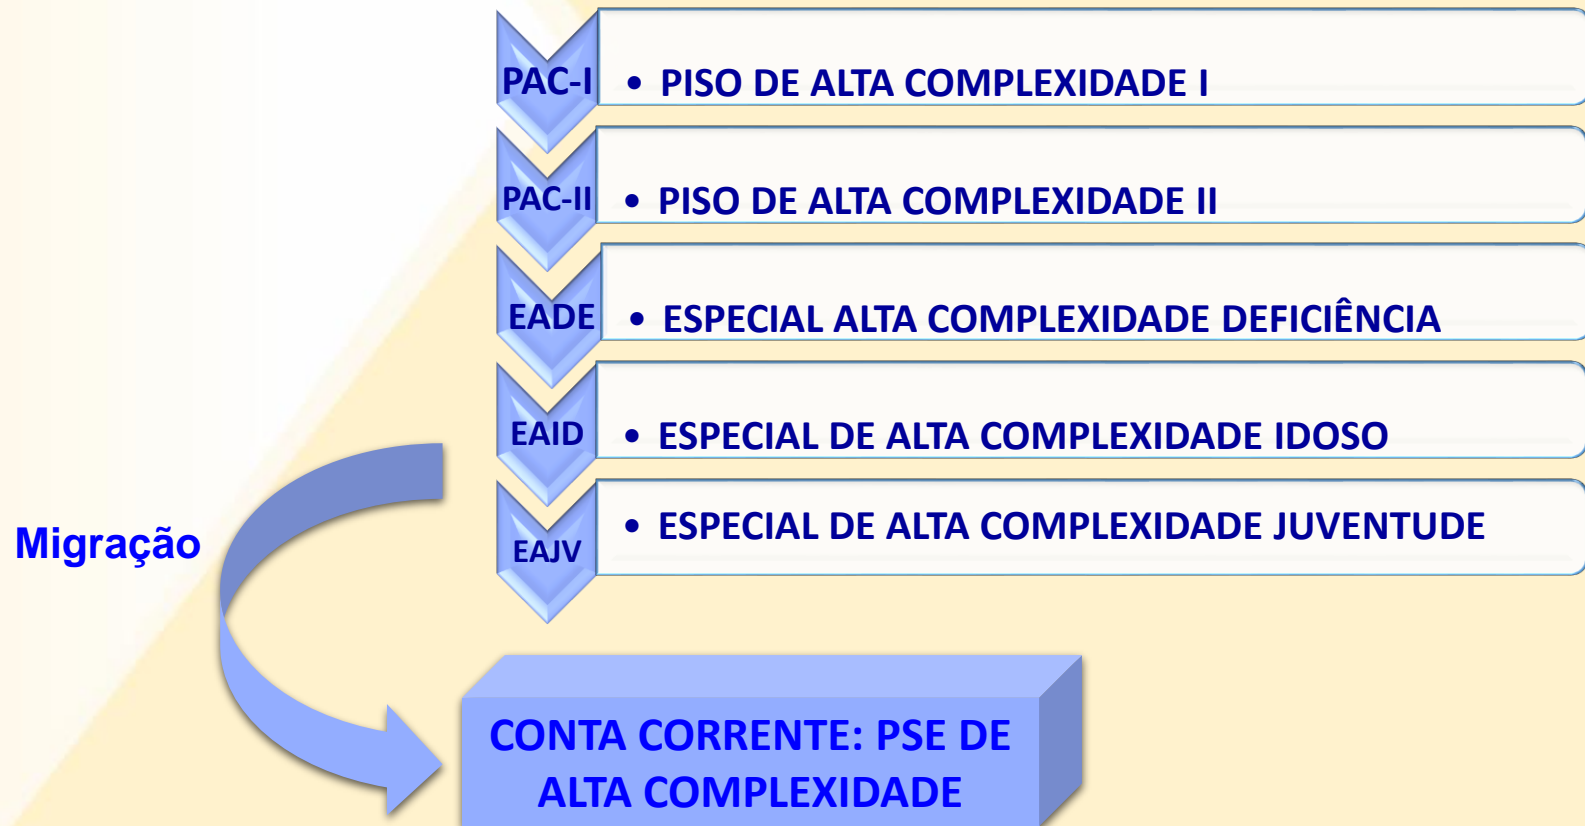 PAC-I
• PISO DE ALTA COMPLEXIDADE I
PAC-II
• PISO DE ALTA COMPLEXIDADE II
EADE
• ESPECIAL ALTA COMPLEXIDADE DEFICIÊNCIA
EAID
• ESPECIAL DE ALTA COMPLEXIDADE IDOSO
EAJV
• ESPECIAL DE ALTA COMPLEXIDADE JUVENTUDE
Migração
CONTA CORRENTE: PSE DE
ALTA COMPLEXIDADE